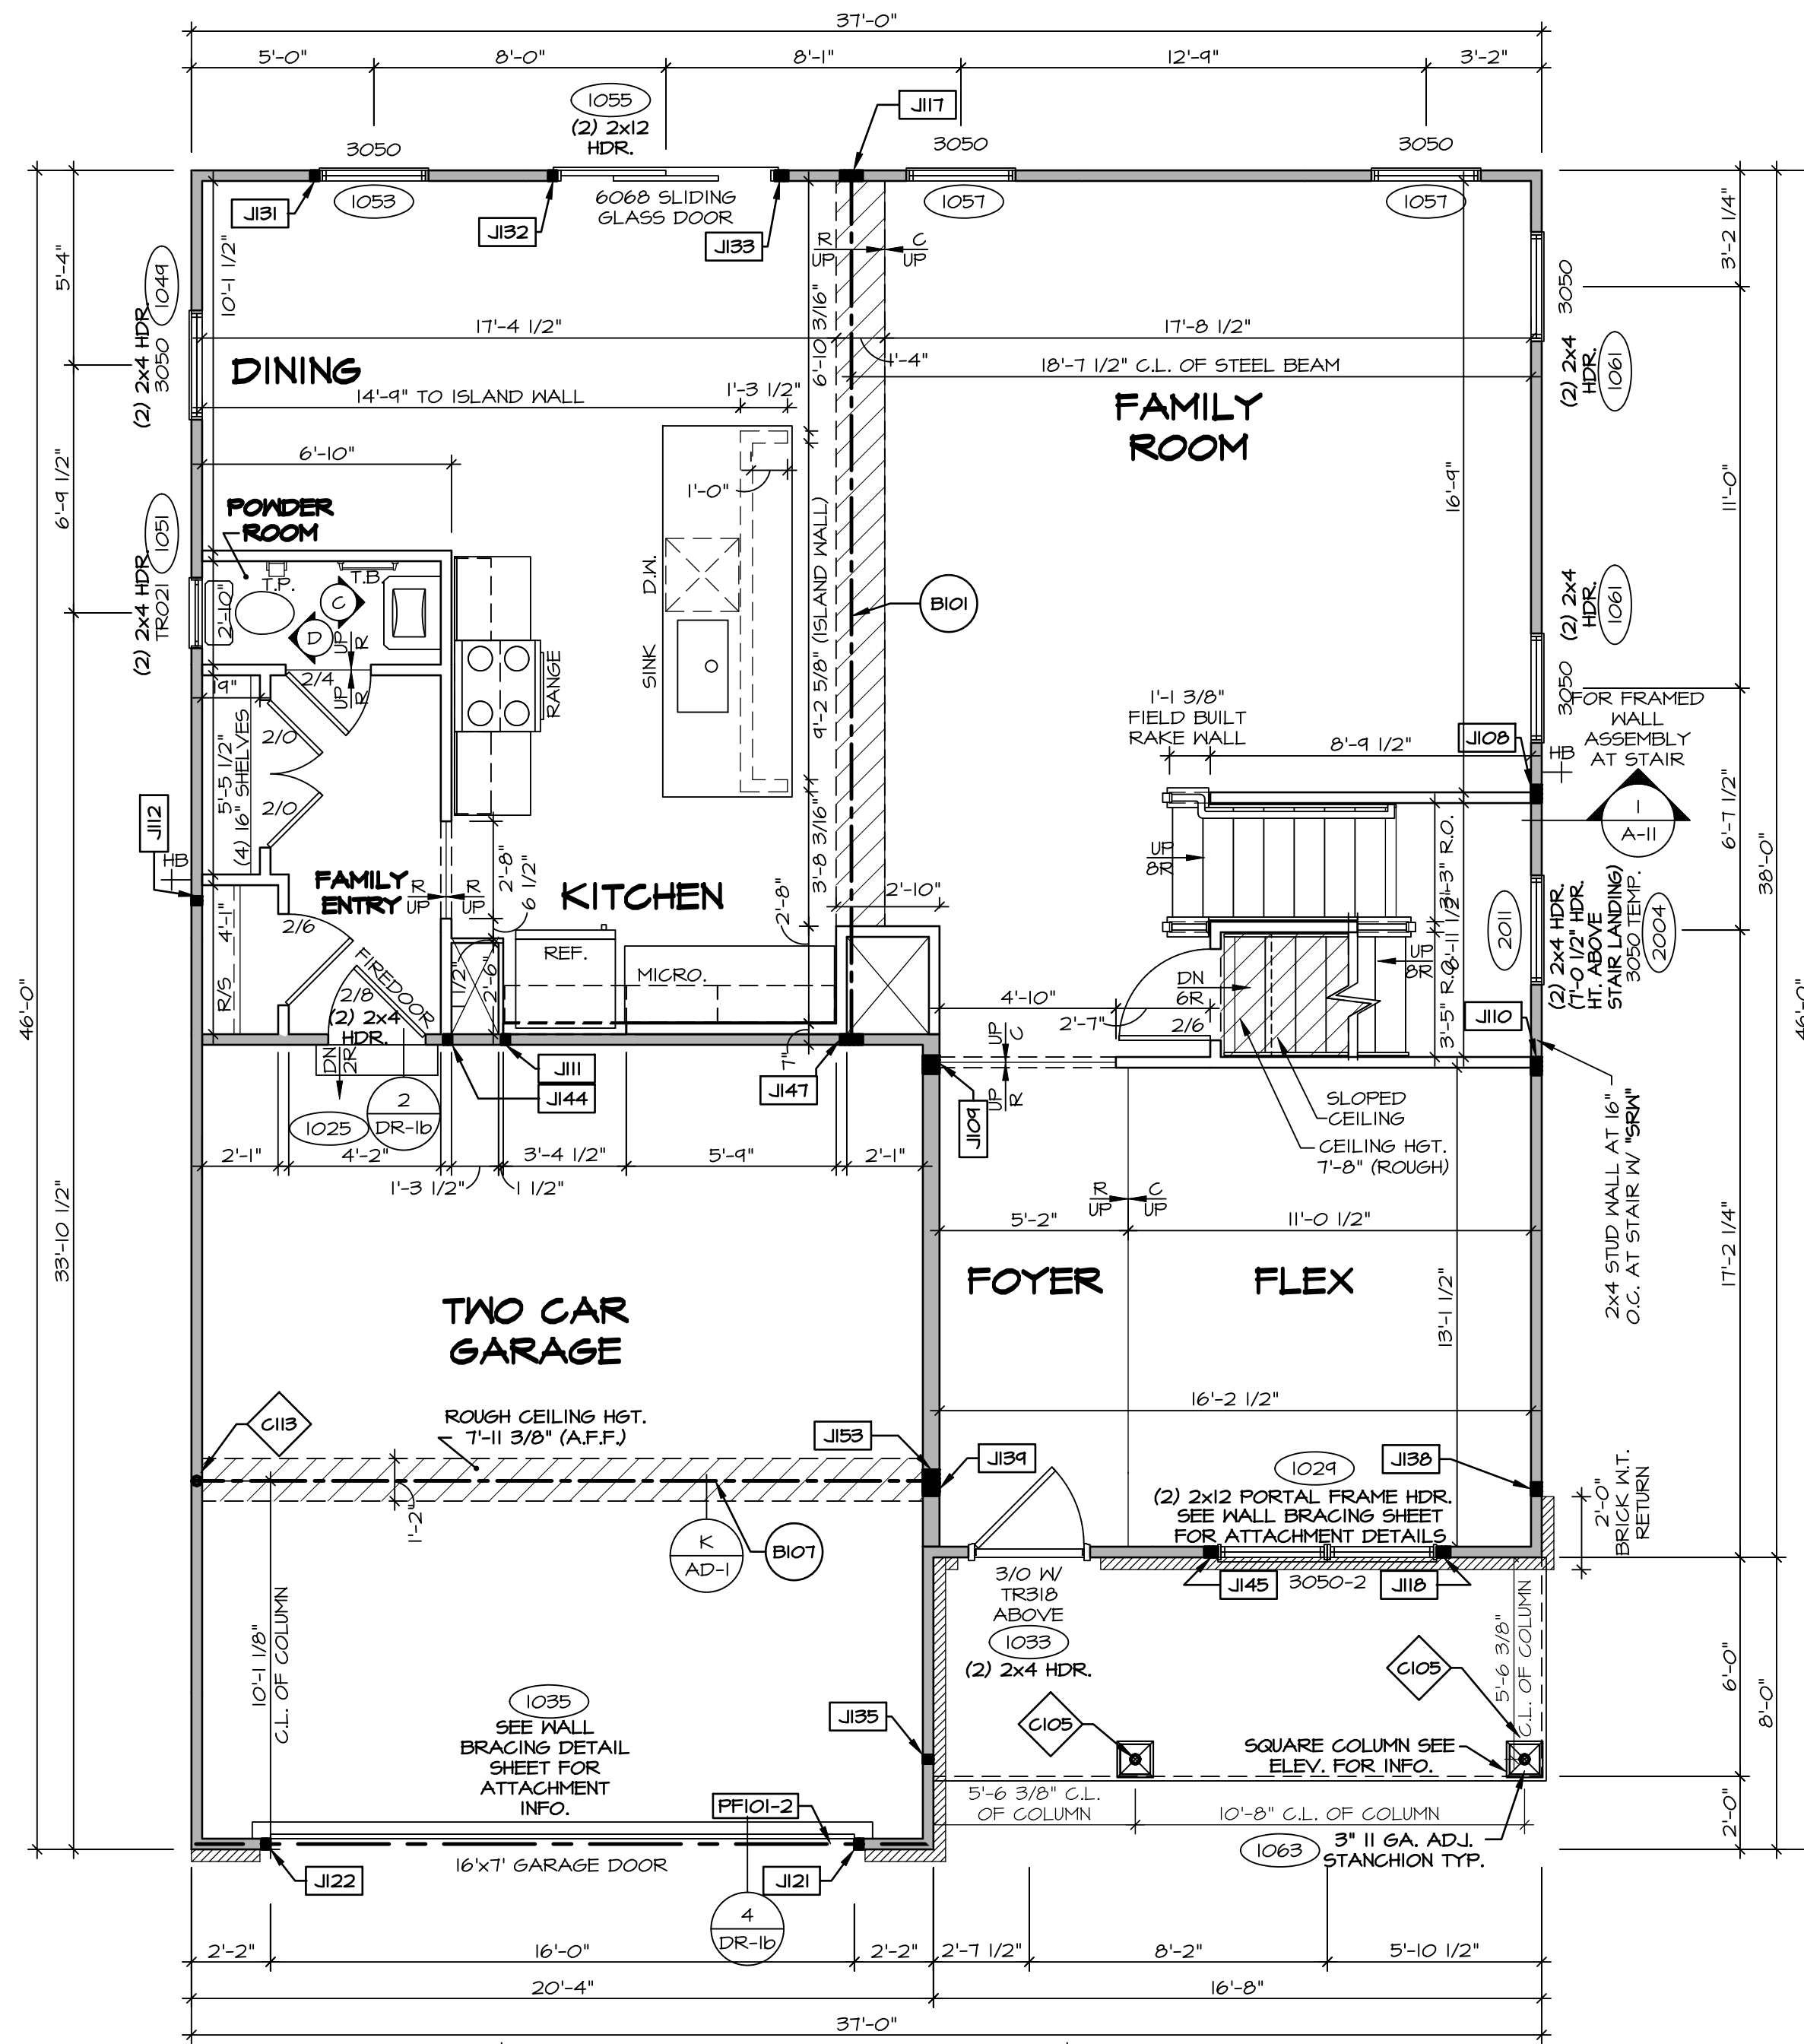 37'-0"
5'-0"
8'-0"
8'-1"
12'-9"
3'-2"
1055
(2) 2x12
HDR.
J117
3050
3050
3050
J131
1053
J132
6068 SLIDING
GLASS DOOR
J133
1057
1057
R
UP
C
UP
5'-4"
1049
(2) 2x4 HDR.
3050
10'-1 1/2"
3'-2 1/4"
3050
17'-4 1/2"
6'-10 3/16"
17'-8 1/2"
1'-4"
18'-7 1/2" C.L. OF STEEL BEAM
DINING
14'-9" TO ISLAND WALL
1'-3 1/2"
FAMILY
ROOM
(2) 2x4
HDR.
1061
6'-10"
1'-0"
16'-9"
11'-0"
6'-9 1/2"
POWDER
ROOM
1051
(2) 2x4 HDR.
TR021
T.P.
T.B.
C
D
2'-10"
UP
R
UP
R
2/4
D.W.
SINK
RANGE
9'-2 5/8" (ISLAND WALL)
B101
(2) 2x4
HDR.
1061
3050
19"
2/0
2/0
5'-5 1/2"
(4) 16" SHELVES
1'-1 3/8"
FIELD BUILT
RAKE WALL
8'-9 1/2"
J108
HB
FOR FRAMED
WALL
ASSEMBLY
AT STAIR
1
A-11
6'-7 1/2"
38'-0"
J112
HB
FAMILY
ENTRY
R
UP
R
UP
2'-8"
6 1/2"
KITCHEN
3'-8 3/16"
2'-8"
2'-10"
UP
8R
3'-3" R.O.
8'-11 1/2"
2011
(2) 2x4 HDR.
(7'-0 1/2" HDR.
HT. ABOVE
STAIR LANDING)
3050 TEMP.
2004
4'-1"
R/S
2/6
FIREDOOR
2/8
(2) 2x4
HDR.
1/2"
2'-6"
REF.
MICRO.
UP
8R
DN
6R
4'-10"
2'-7"
2/6
3'-5" R.O.
J110
46'-0"
46'-0"
DN
2R
J111
J144
7"
J147
UP
C
UP
R
J109
1025
2
DR-1b
SLOPED
CEILING
CEILING HGT.
7'-8" (ROUGH)
2x4 STUD WALL AT 16"
O.C. AT STAIR W/ "SRW"
2'-1"
4'-2"
3'-4 1/2"
5'-9"
2'-1"
1'-3 1/2"
1 1/2"
33'-10 1/2"
R
UP
C
UP
5'-2"
11'-0 1/2"
17'-2 1/4"
FOYER
FLEX
TWO CAR
GARAGE
13'-1 1/2"
16'-2 1/2"
C113
ROUGH CEILING HGT.
7'-11 3/8" (A.F.F.)
J153
J139
J138
1029
(2) 2x12 PORTAL FRAME HDR.
SEE WALL BRACING SHEET
FOR ATTACHMENT DETAILS
2'-0"
BRICK W.T.
RETURN
1'-2"
K
AD-1
B107
3/0 W/
TR318
ABOVE
1033
(2) 2x4 HDR.
J145
3050-2
J118
10'-1 1/8"
C.L. OF COLUMN
5'-6 3/8"
C.L. OF COLUMN
6'-0"
8'-0"
1035
SEE WALL
BRACING DETAIL
SHEET FOR
ATTACHMENT
INFO.
J135
C105
C105
SQUARE COLUMN SEE
ELEV. FOR INFO.
PF101-2
5'-6 3/8" C.L.
OF COLUMN
10'-8" C.L. OF COLUMN
1063
3" 11 GA. ADJ.
STANCHION TYP.
2'-0"
J122
16'x7' GARAGE DOOR
J121
4
DR-1b
2'-2"
16'-0"
2'-2"
2'-7 1/2"
8'-2"
5'-10 1/2"
20'-4"
16'-8"
37'-0"